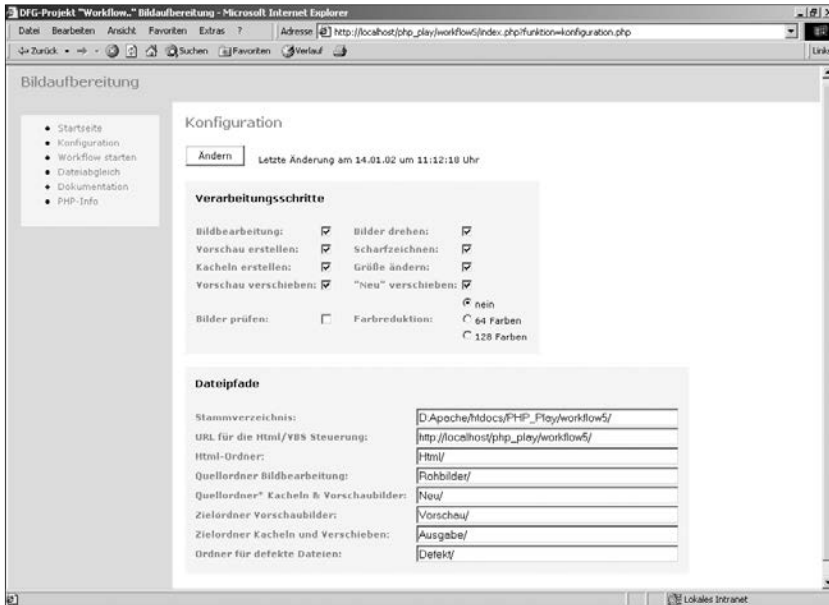 DFG-Projekt "Workflow.." Bildaufbereitung - Microsoft Internet Explorer
Datei Bearbeiten Ansicht Favoriten Extras ? Adresse http://localhost/php_play/workflow5/index.php?funktion=konfiguration.php
Zurück Suchen Favoriten Verlauf Links
Bildaufbereitung
Startseite
Konfiguration
Workflow starten
Dateiabgleich
Dokumentation
PHP-Info
Konfiguration
Ändern Letzte Änderung am 14.01.02 um 11:12:18 Uhr
Verarbeitungsschritte
Bildbearbeitung: Bilder drehen:
Vorschau erstellen: Scharfzeichnen:
Kacheln erstellen: Größe ändern:
Vorschau verschieben: "Neu" verschieben:
nein
Bilder prüfen: Farbreduktion: 64 Farben
128 Farben
Dateipfade
Stammverzeichnis: D:Apache/htdocs/PHP_Play/workflow5/
URL für die Html/VBS Steuerung: http://localhost/php_play/workflow5/
Html-Ordner: Html/
Quellordner Bildbearbeitung: Rohbilder/
Quellordner* Kacheln & Vorschaubilder: Neu/
Zielordner Vorschaubilder: Vorschau/
Zielordner Kacheln und Verschieben: Ausgabe/
Ordner für defekte Dateien: Defekt/
Lokales Intranet